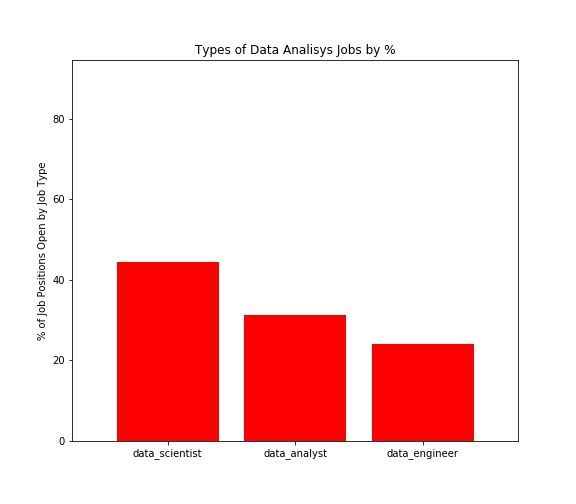 Types of Data Analisys Jobs by %
% of Job Positions Open by Job Type
80
60
40
20
0
data_scientist
data_analyst
data_engineer